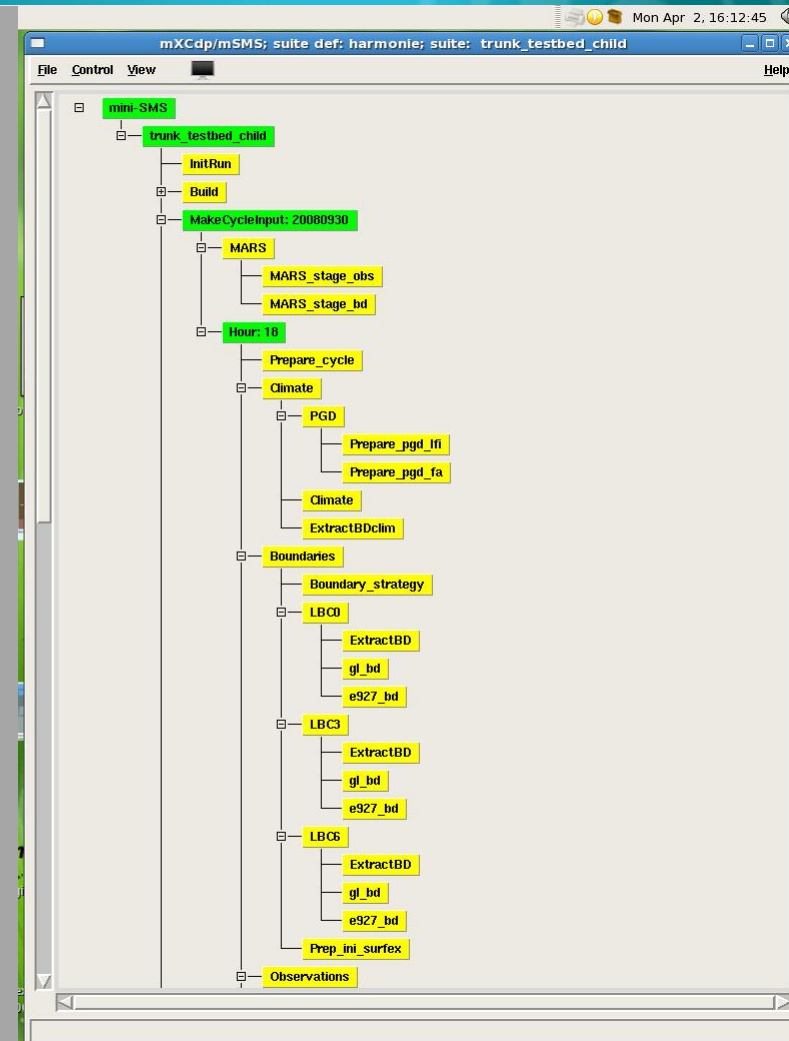 Mon Apr 2, 16:12:45
mXCdp/mSMS; suite def: harmonie; suite: trunk_testbed_child
File Control View Help
mini-SMS
trunk_testbed_child
InitRun
Build
MakeCycleInput: 20080930
MARS
MARS_stage_obs
MARS_stage_bd
Hour: 18
Prepare_cycle
Climate
PGD
Prepare_pgd_lfi
Prepare_pgd_fa
Climate
ExtractBDclim
Boundaries
Boundary_strategy
LBC0
ExtractBD
gl_bd
e927_bd
LBC3
ExtractBD
gl_bd
e927_bd
LBC6
ExtractBD
gl_bd
e927_bd
Prep_ini_surfex
Observations